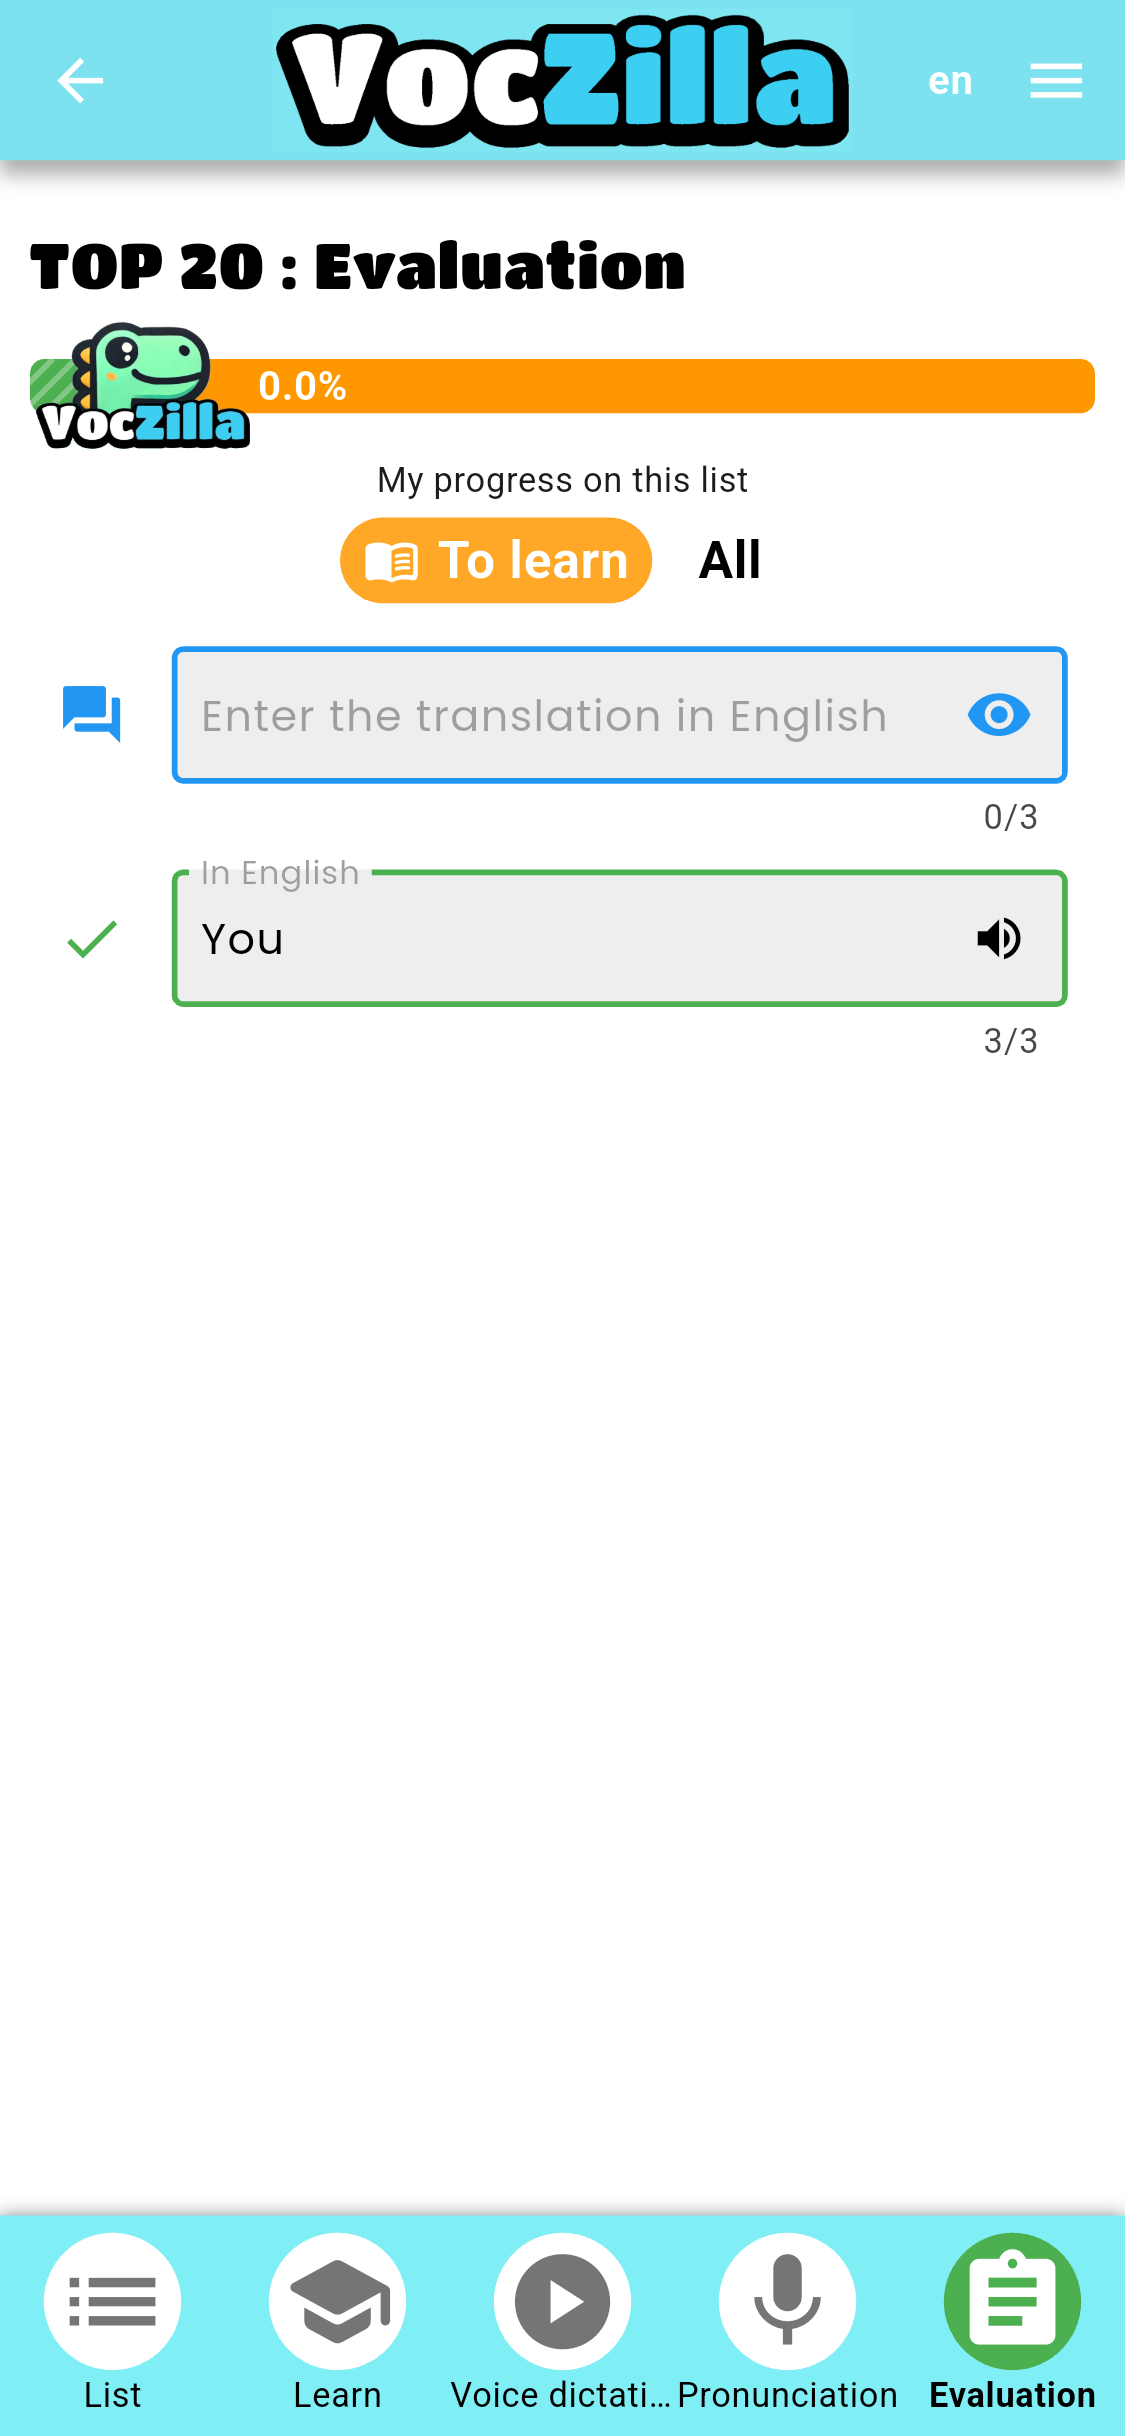 VocZilla
en
TOP 20 : Evaluation
VocZilla
0.0%
My progress on this list
To learn
All
Enter the translation in English
0/3
In English
You
3/3
List
Learn
Voice dictati...
Pronunciation
Evaluation